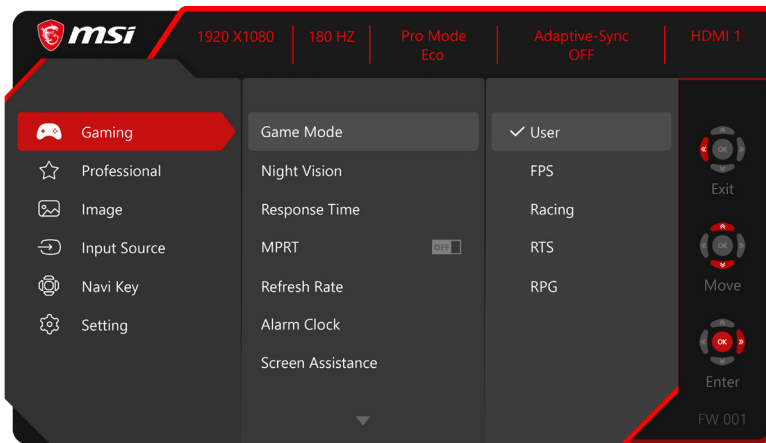 msi
1920 X1080
180 HZ
Pro Mode
Eco
Adaptive-Sync
OFF
HDMI 1
Gaming
Professional
Image
Input Source
Navi Key
Setting
Game Mode
Night Vision
Response Time
MPRT
OFF
Refresh Rate
Alarm Clock
Screen Assistance
User
FPS
Racing
RTS
RPG
OK
Exit
OK
Move
OK
Enter
FW 001